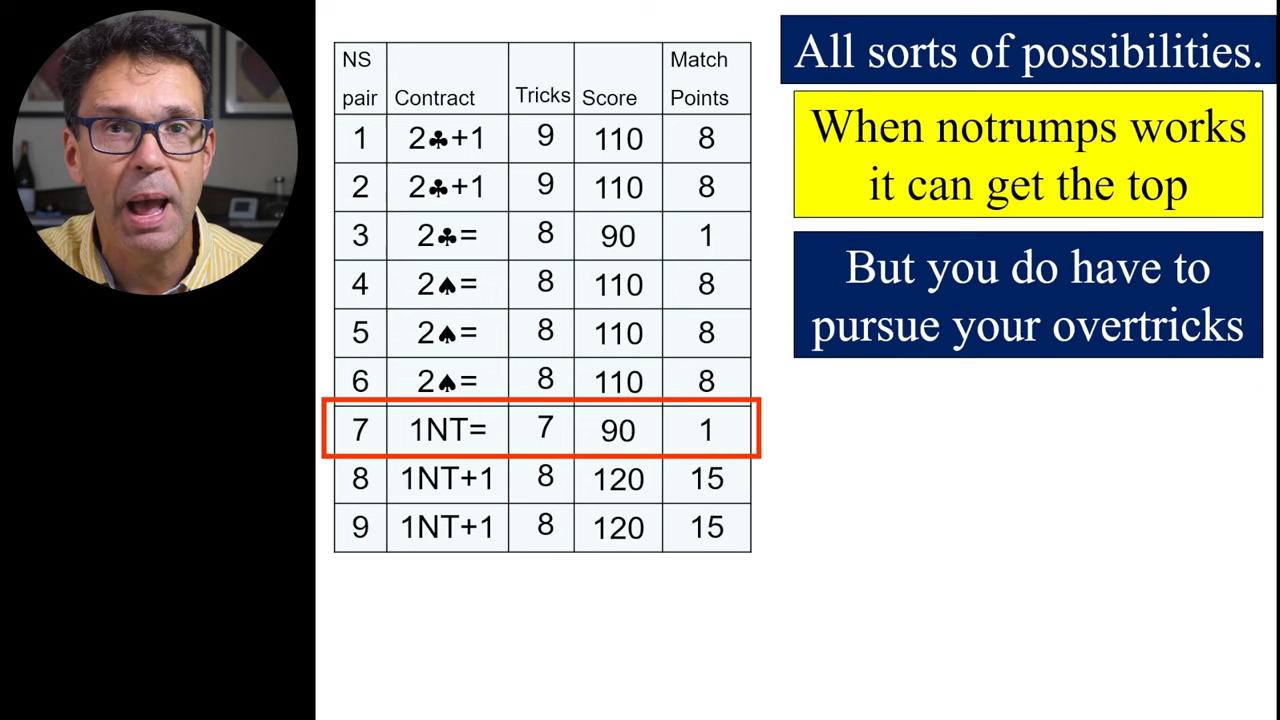 NS pair Contract Tricks Score Match Points
1 2♣+1 9 110 8
2 2♣+1 9 110 8
3 2♣= 8 90 1
4 2♠= 8 110 8
5 2♠= 8 110 8
6 2♠= 8 110 8
7 1NT= 7 90 1
8 1NT+1 8 120 15
9 1NT+1 8 120 15
All sorts of possibilities.
When notrumps works
it can get the top
But you do have to
pursue your overtricks